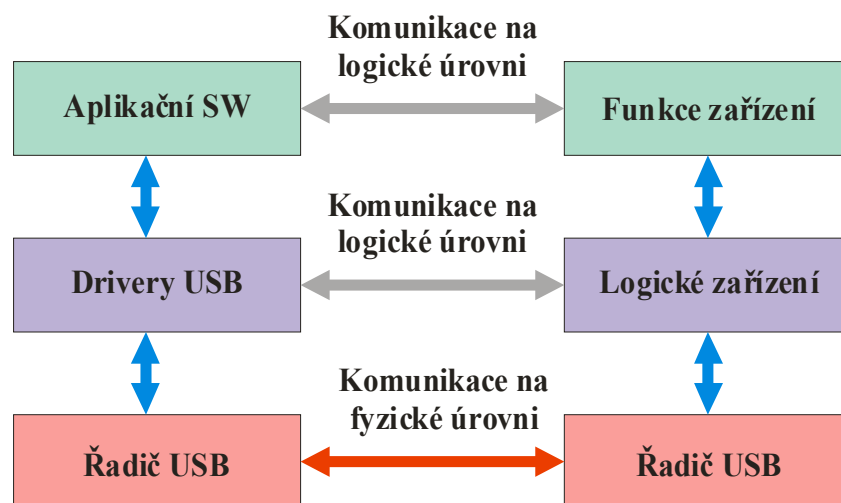 Komunikace na
logické úrovni
Aplikační SW
Funkce zařízení
Komunikace na
logické úrovni
Drivery USB
Logické zařízení
Komunikace na
fyzické úrovni
Řadič USB
Řadič USB